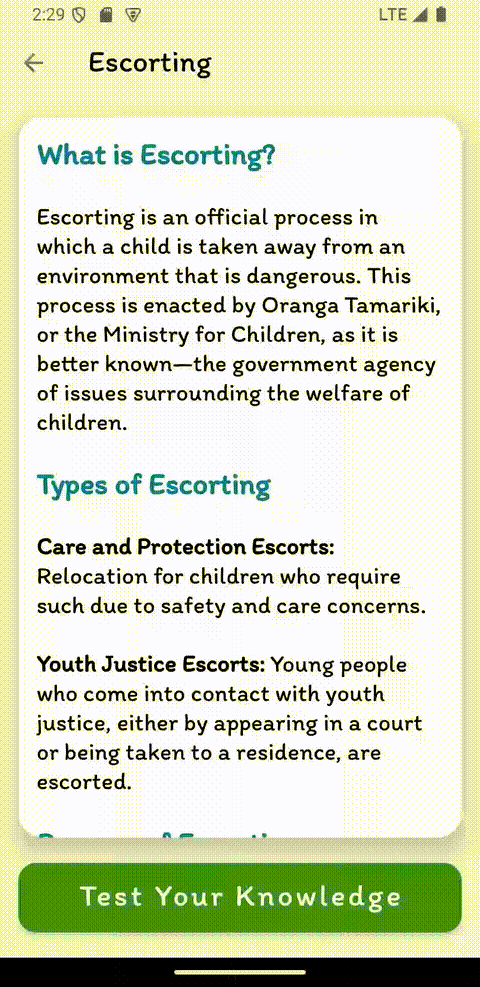 2:29 LTE
Escorting
What is Escorting?
Escorting is an official process in
which a child is taken away from an
environment that is dangerous. This
process is enacted by Oranga Tamariki,
or the Ministry for Children, as it is
better known—the government agency
of issues surrounding the welfare of
children.
Types of Escorting
Care and Protection Escorts:
Relocation for children who require
such due to safety and care concerns.
Youth Justice Escorts: Young people
who come into contact with youth
justice, either by appearing in a court
or being taken to a residence, are
escorted.
Test Your Knowledge